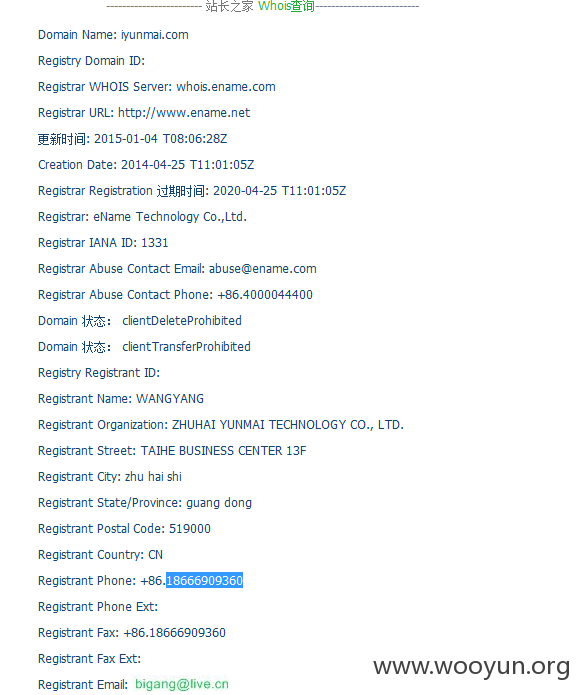 ------------------------ 站长之家 Whois查询--------------------------
Domain Name: iyunmai.com
Registry Domain ID:
Registrar WHOIS Server: whois.ename.com
Registrar URL: http://www.ename.net
更新时间: 2015-01-04 T08:06:28Z
Creation Date: 2014-04-25 T11:01:05Z
Registrar Registration 过期时间: 2020-04-25 T11:01:05Z
Registrar: eName Technology Co.,Ltd.
Registrar IANA ID: 1331
Registrar Abuse Contact Email: abuse@ename.com
Registrar Abuse Contact Phone: +86.4000044400
Domain 状态： clientDeleteProhibited
Domain 状态： clientTransferProhibited
Registry Registrant ID:
Registrant Name: WANGYANG
Registrant Organization: ZHUHAI YUNMAI TECHNOLOGY CO., LTD.
Registrant Street: TAIHE BUSINESS CENTER 13F
Registrant City: zhu hai shi
Registrant State/Province: guang dong
Registrant Postal Code: 519000
Registrant Country: CN
Registrant Phone: +86.18666909360
Registrant Phone Ext:
Registrant Fax: +86.18666909360
Registrant Fax Ext:
Registrant Email: bigang@live.cn
www.wooyun.org